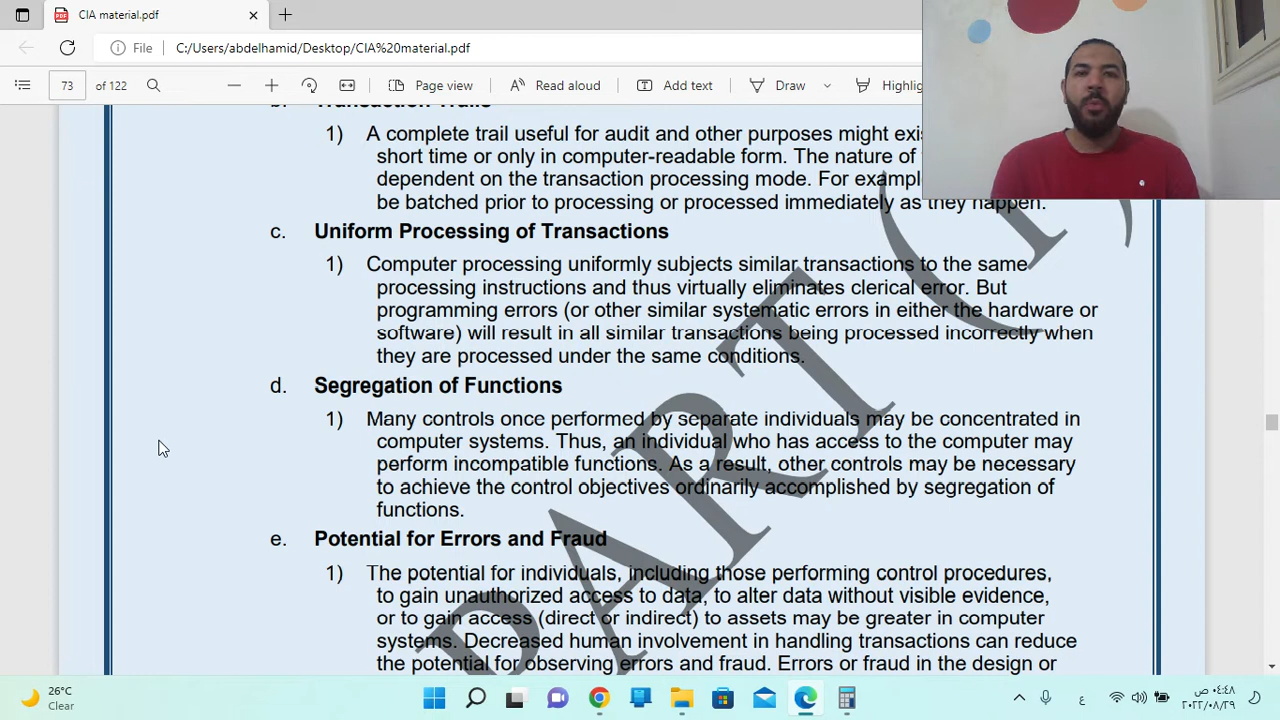 CIA material.pdf
File
C:/Users/abdelhamid/Desktop/CIA%20material.pdf
73 of 122
Page view
Read aloud
Add text
Draw
Highlig
b. Transaction Trails
1) A complete trail useful for audit and other purposes might exis
short time or only in computer-readable form. The nature of
dependent on the transaction processing mode. For exampl
be batched prior to processing or processed immediately as they happen.
c. Uniform Processing of Transactions
1) Computer processing uniformly subjects similar transactions to the same
processing instructions and thus virtually eliminates clerical error. But
programming errors (or other similar systematic errors in either the hardware or
software) will result in all similar transactions being processed incorrectly when
they are processed under the same conditions.
d. Segregation of Functions
1) Many controls once performed by separate individuals may be concentrated in
computer systems. Thus, an individual who has access to the computer may
perform incompatible functions. As a result, other controls may be necessary
to achieve the control objectives ordinarily accomplished by segregation of
functions.
e. Potential for Errors and Fraud
1) The potential for individuals, including those performing control procedures,
to gain unauthorized access to data, to alter data without visible evidence,
or to gain access (direct or indirect) to assets may be greater in computer
systems. Decreased human involvement in handling transactions can reduce
the potential for observing errors and fraud. Errors or fraud in the design or
PART (
26°C
Clear
ع
٠٤:٤٨ ص
٢٠٢٢/٠٨/٢٩